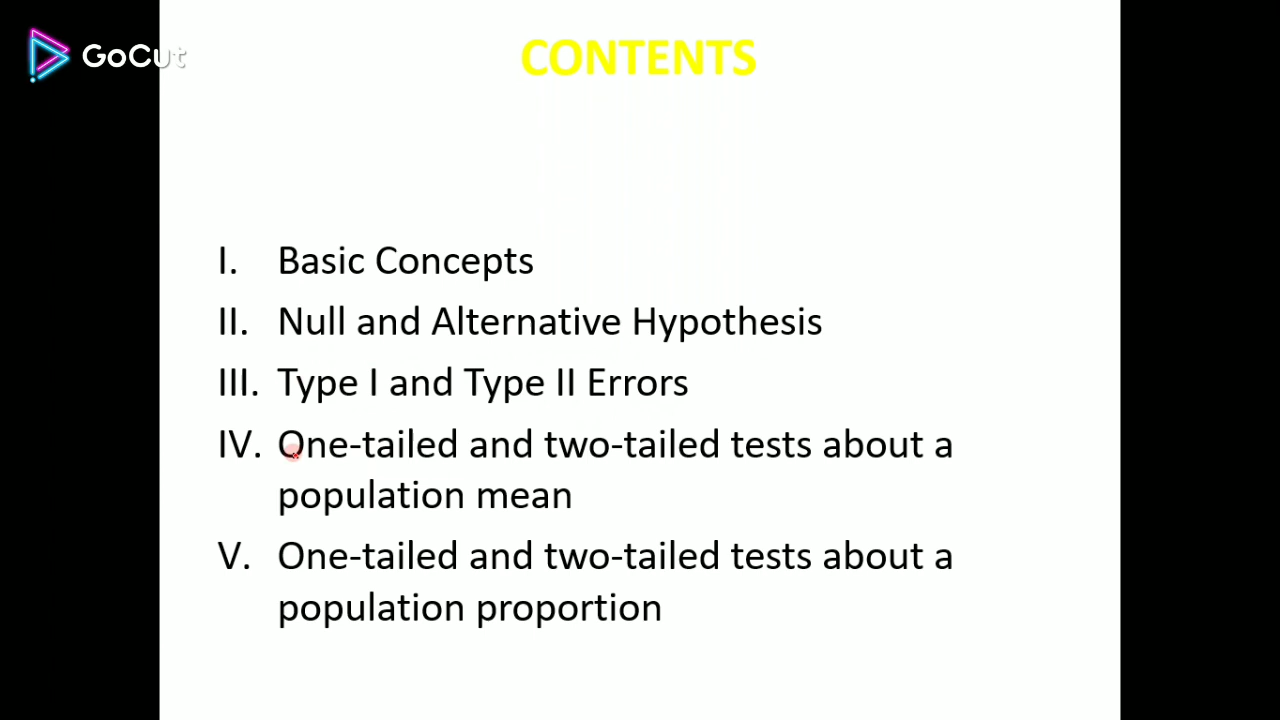 GoCut
CONTENTS
I. Basic Concepts
II. Null and Alternative Hypothesis
III. Type I and Type II Errors
IV. One-tailed and two-tailed tests about a
population mean
V. One-tailed and two-tailed tests about a
population proportion